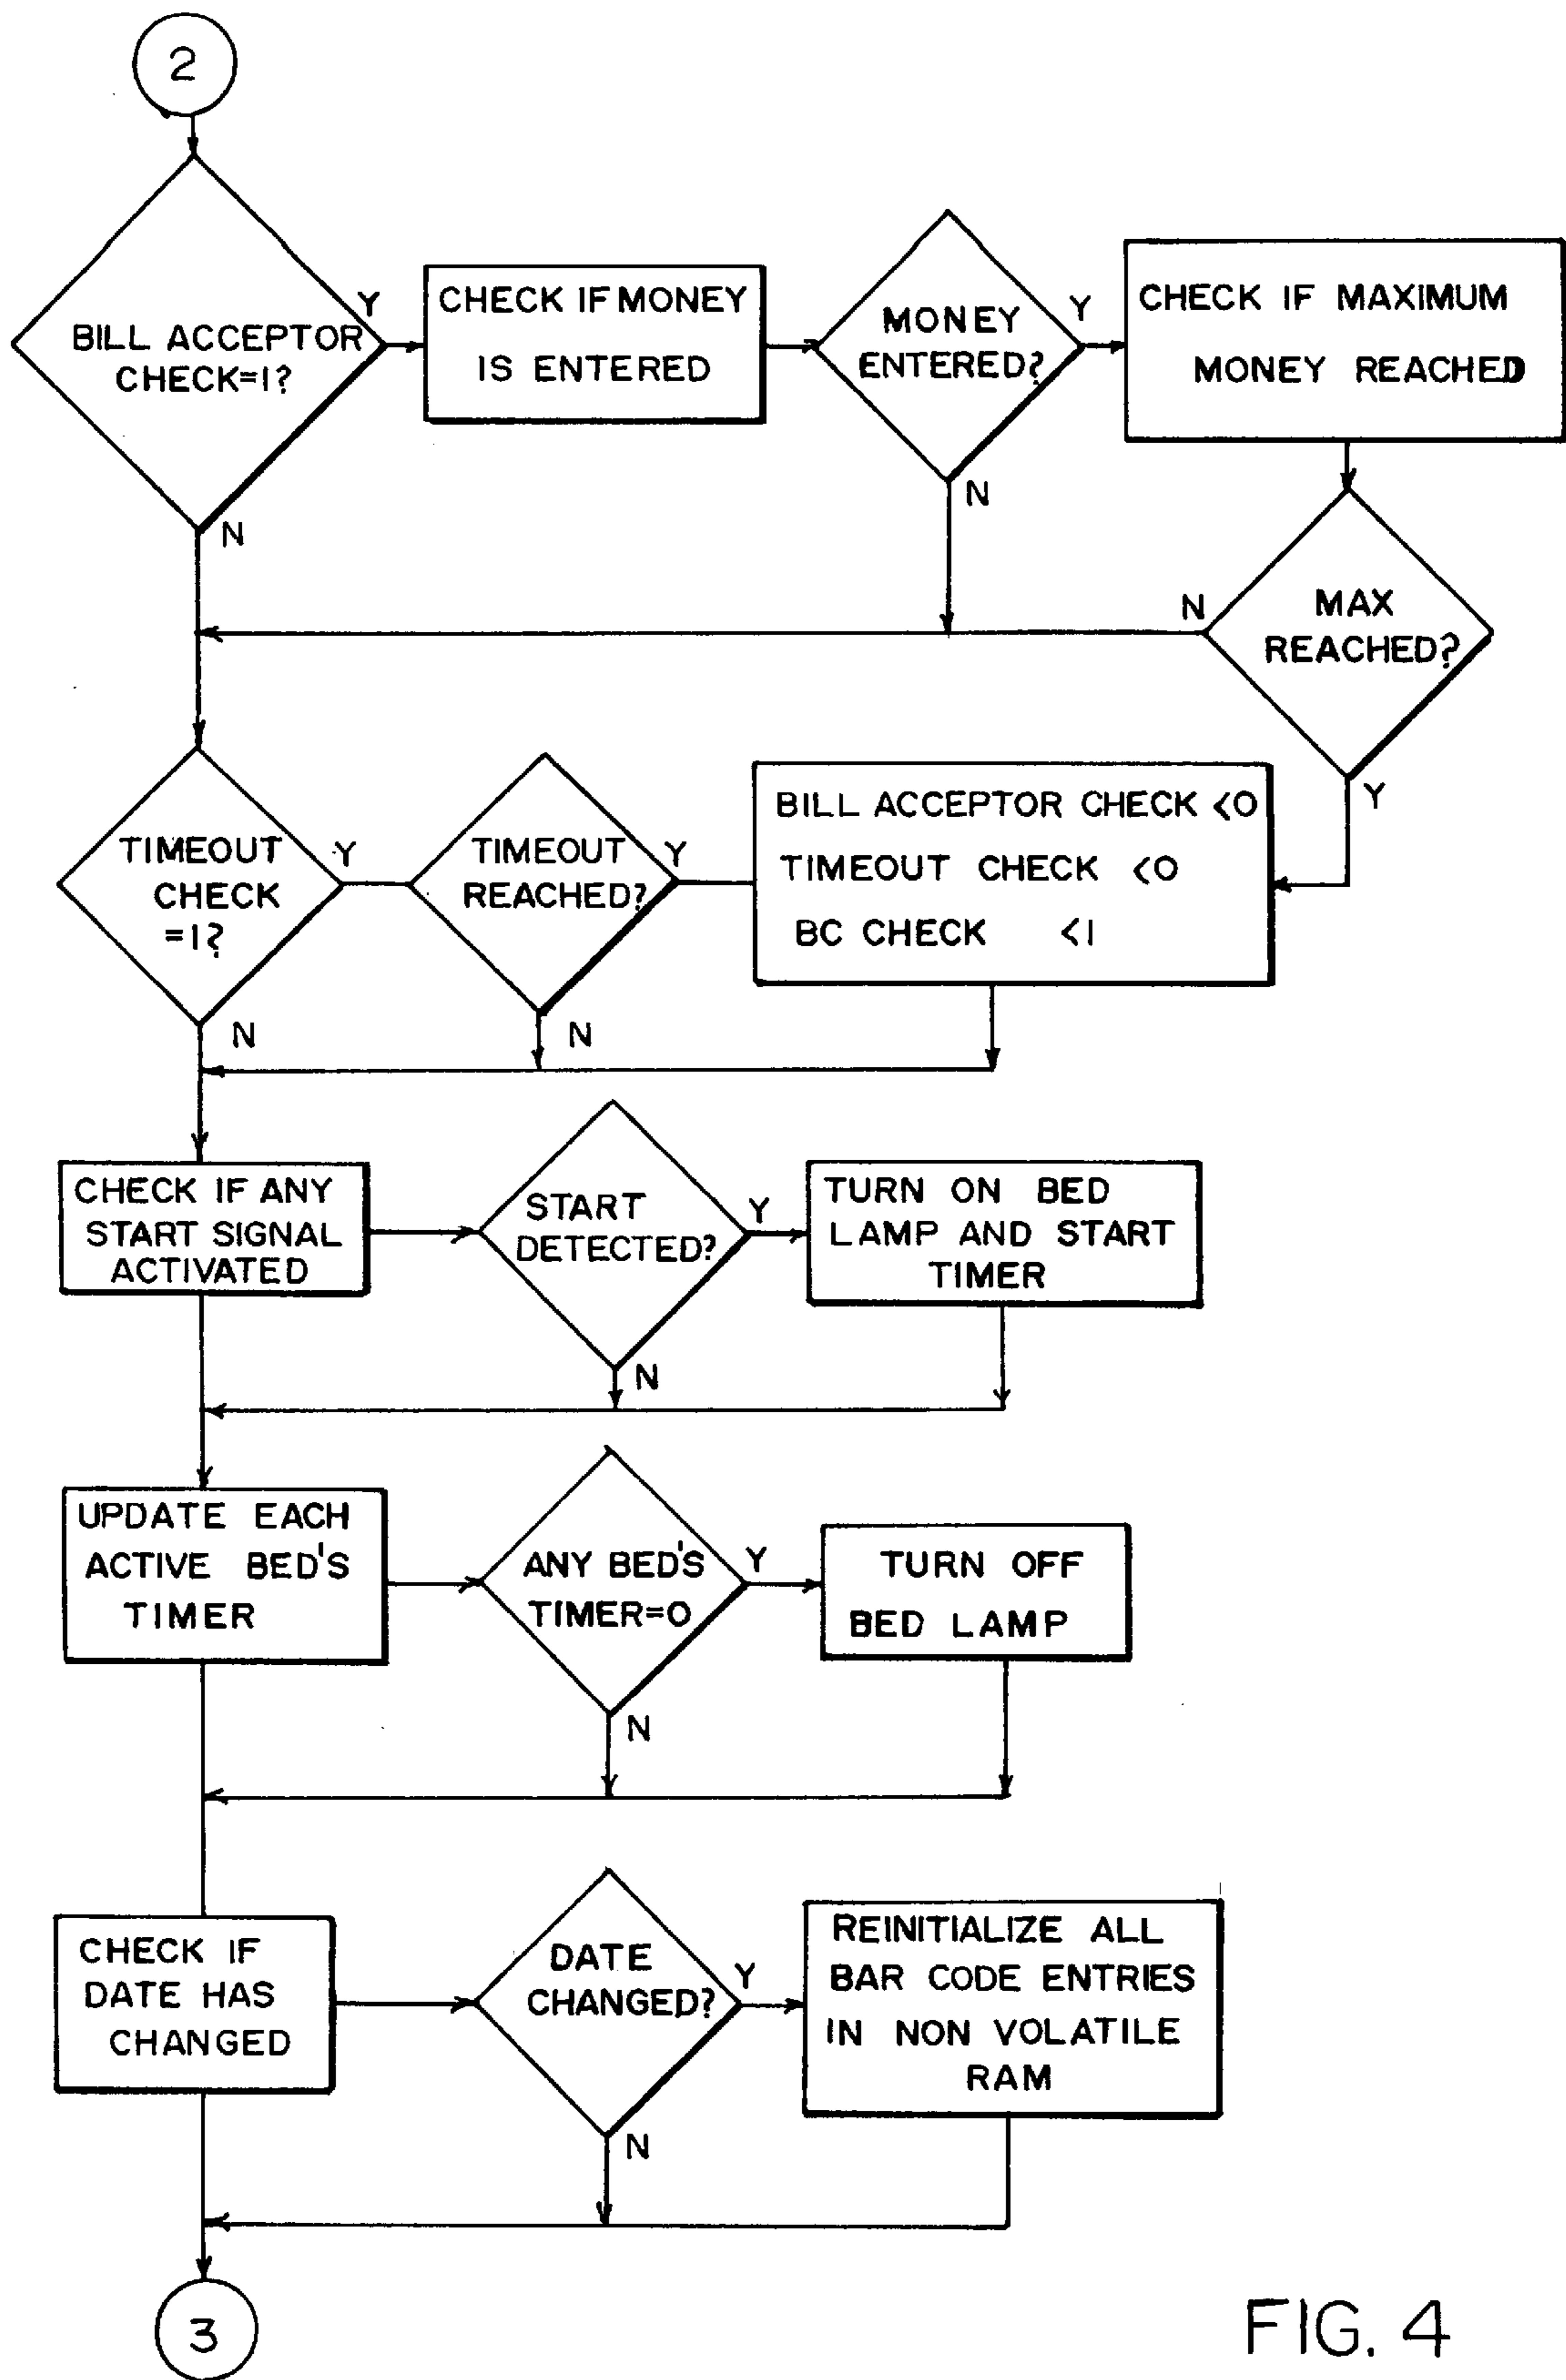 2
BILL ACCEPTOR
CHECK=1?
Y
N
CHECK IF MONEY
IS ENTERED
MONEY
ENTERED?
Y
N
CHECK IF MAXIMUM
MONEY REACHED
MAX
REACHED?
N
Y
TIMEOUT
CHECK
=1?
Y
N
TIMEOUT
REACHED?
Y
N
BILL ACCEPTOR CHECK <0
TIMEOUT CHECK <0
BC CHECK <1
CHECK IF ANY
START SIGNAL
ACTIVATED
START
DETECTED?
Y
N
TURN ON BED
LAMP AND START
TIMER
UPDATE EACH
ACTIVE BED'S
TIMER
ANY BED'S
TIMER=0
Y
N
TURN OFF
BED LAMP
CHECK IF
DATE HAS
CHANGED
DATE
CHANGED?
Y
N
REINITIALIZE ALL
BAR CODE ENTRIES
IN NON VOLATILE
RAM
3
FIG. 4